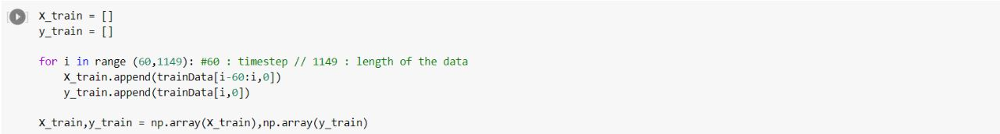 X_train = []
y_train = []
for i in range (60,1149): #60 : timestep // 1149 : length of the data
    X_train.append(trainData[i-60:i,0])
    y_train.append(trainData[i,0])
X_train,y_train = np.array(X_train),np.array(y_train)